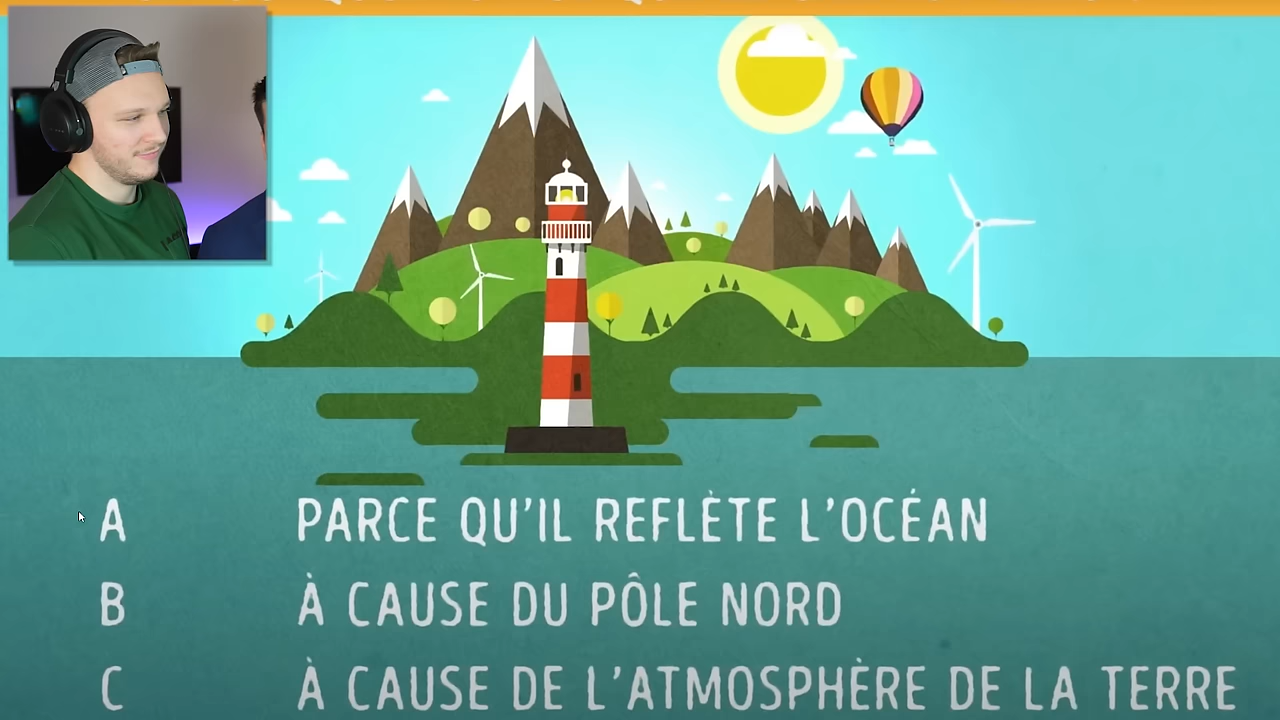 A PARCE QU'IL REFLÈTE L'OCÉAN
B À CAUSE DU PÔLE NORD
C À CAUSE DE L'ATMOSPHÈRE DE LA TERRE